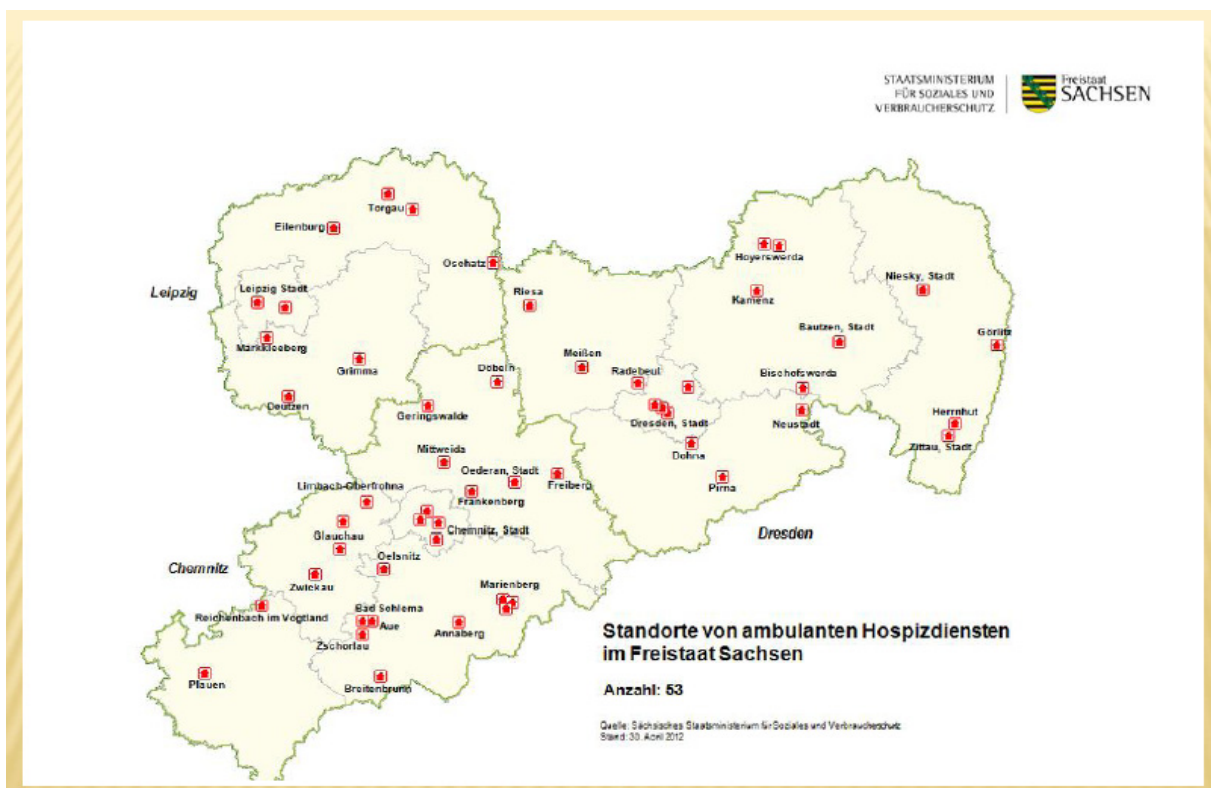 STAATSMINISTERIUM
FÜR SOZIALES UND
VERBRAUCHERSCHUTZ
Freistaat
SACHSEN
Torgau
Eilenburg
Oschatz
Hoyerswerda
Niesky, Stadt
Leipzig
Leipzig Stadt
Riesa
Kamenz
Bautzen, Stadt
Görlitz
Markkleeberg
Grimma
Meißen
Döbeln
Radebeul
Bischofswerda
Deutzen
Geringswalde
Dresden, Stadt
Neustadt
Herrnhut
Zittau, Stadt
Mittweida
Dohna
Oederan, Stadt
Freiberg
Pirna
Limbach-Oberfrohna
Frankenberg
Glauchau
Chemnitz, Stadt
Dresden
Chemnitz
Oelsnitz
Zwickau
Marienberg
Reichenbach im Vogtland
Bad Schlema
Aue
Annaberg
Zschorlau
Plauen
Breitenbrunn
Standorte von ambulanten Hospizdiensten
im Freistaat Sachsen
Anzahl: 53
Quelle: Sächsisches Staatsministerium für Soziales und Verbraucherschutz
Stand: 30. April 2012